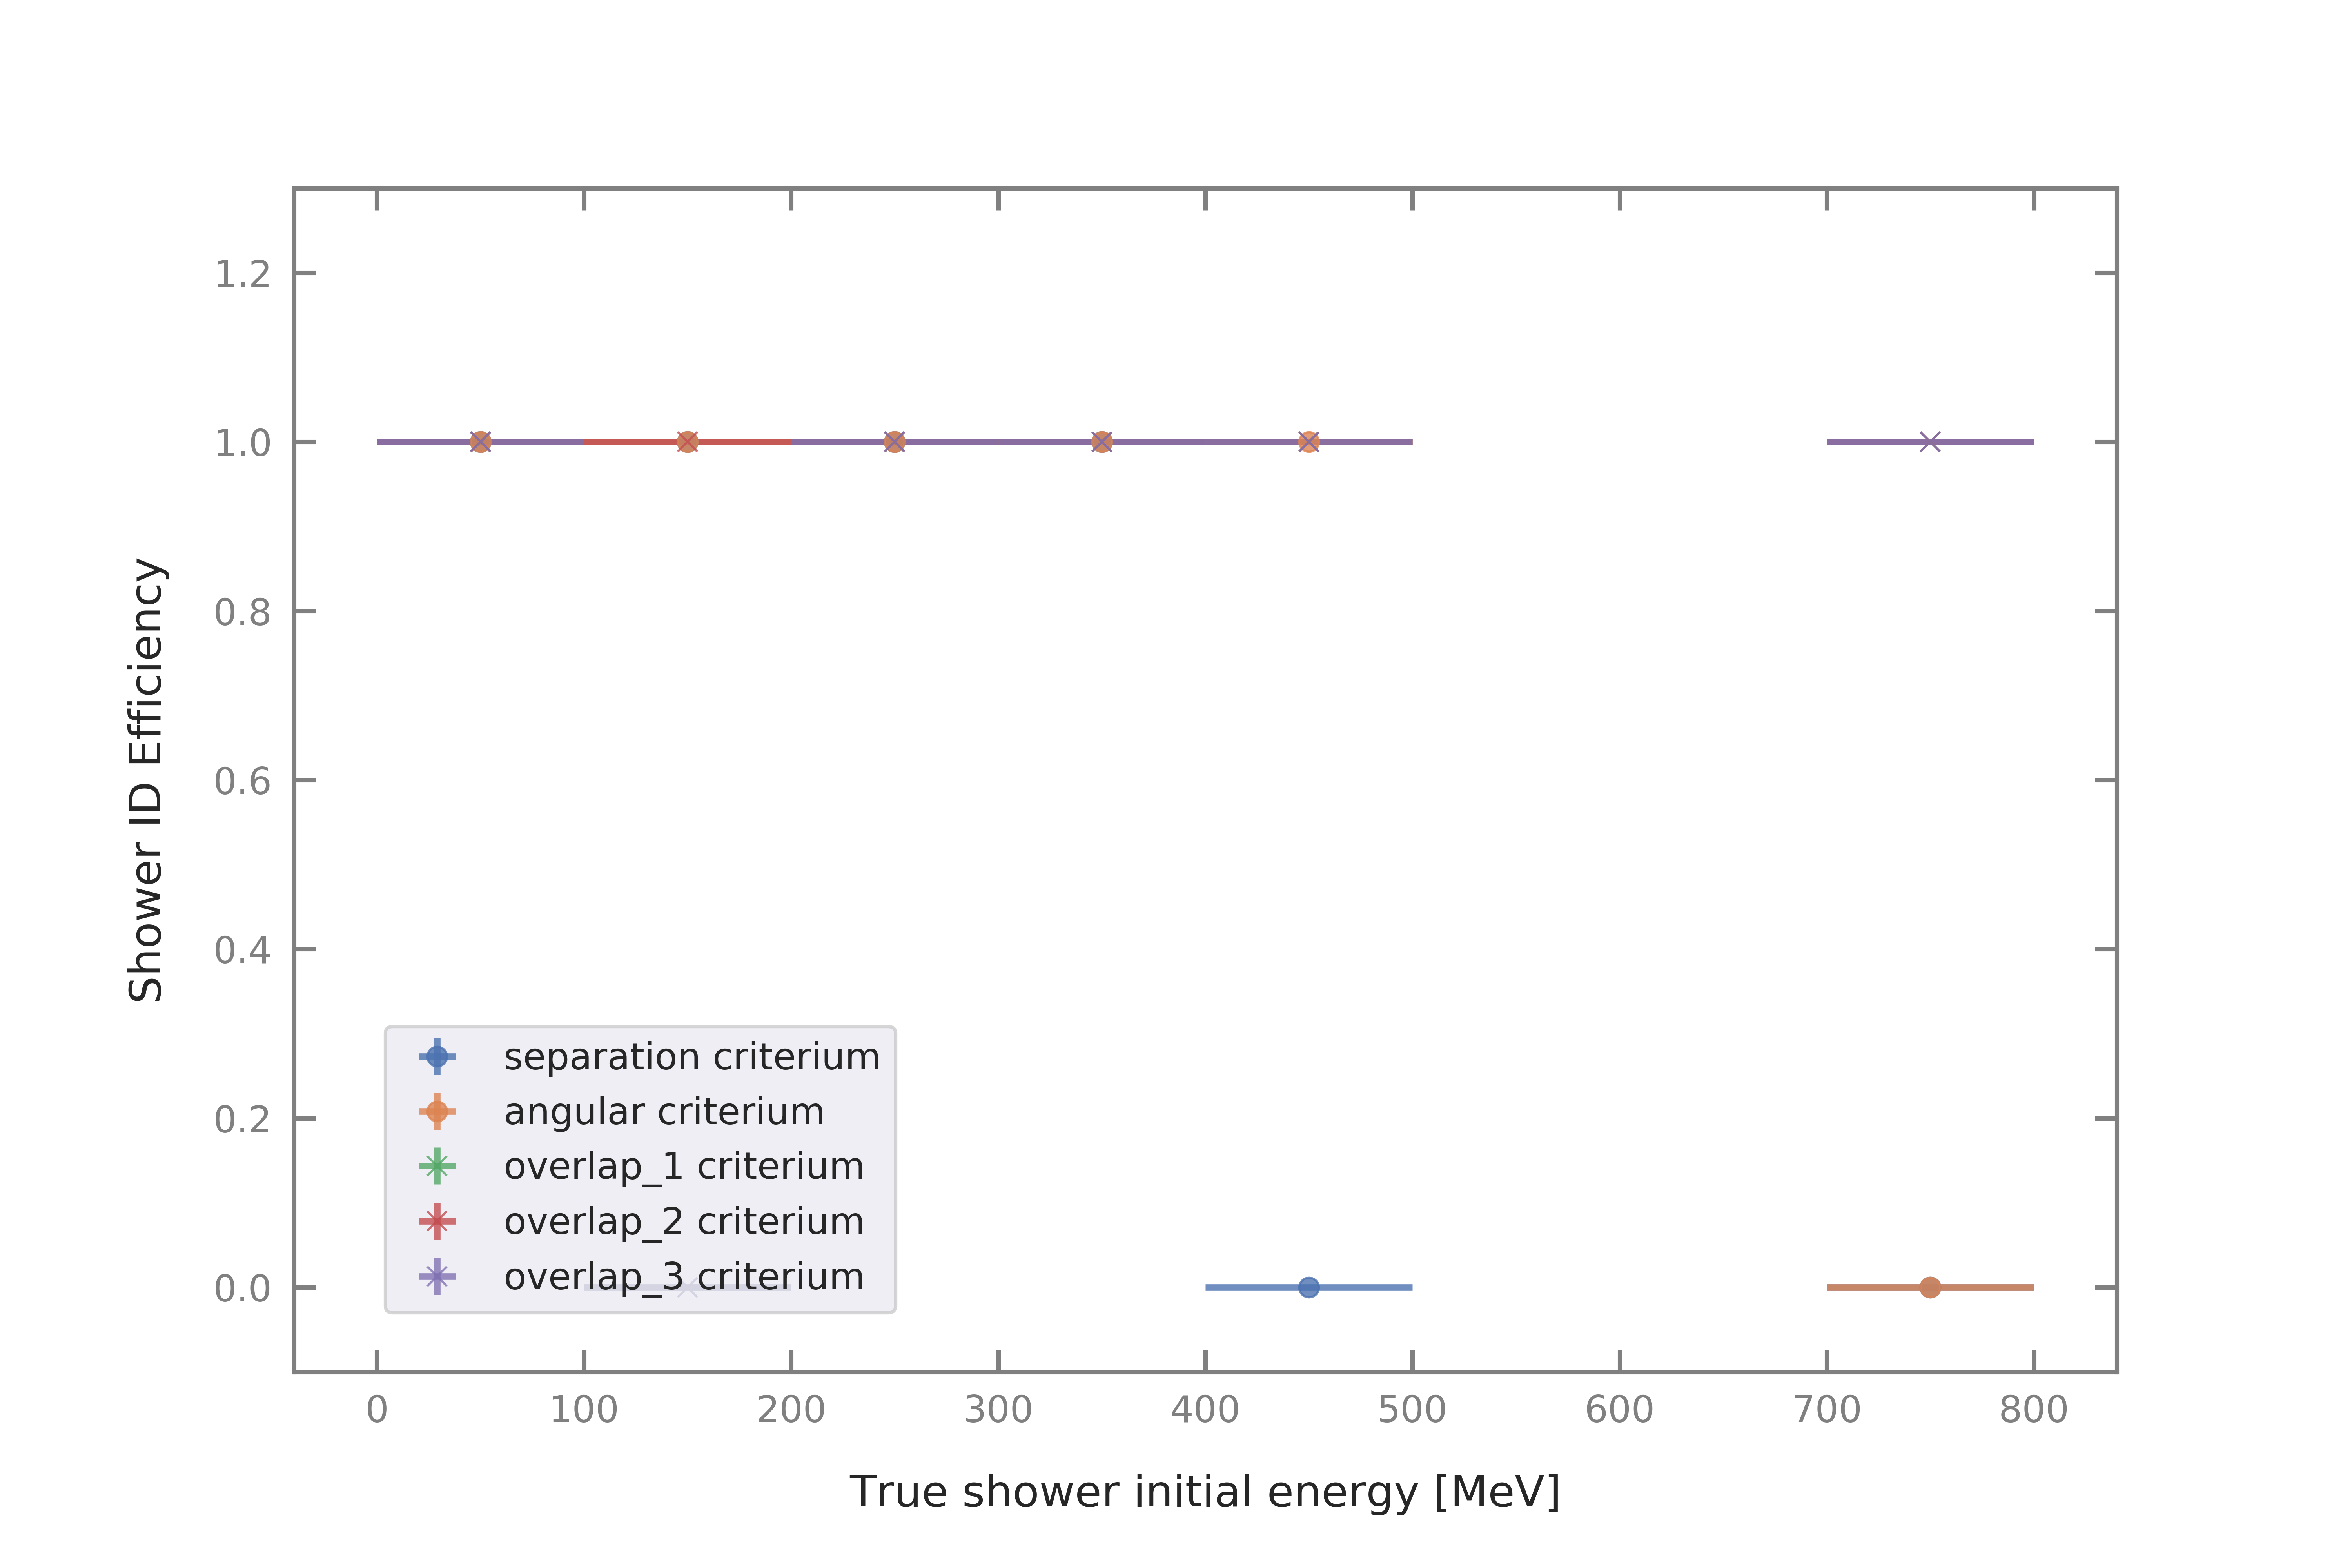 1.2
1.0
0.8
0.6
0.4
0.2
0.0
Shower ID Efficiency
separation criterium
angular criterium
overlap_1 criterium
overlap_2 criterium
overlap_3 criterium
0 100 200 300 400 500 600 700 800
True shower initial energy [MeV]